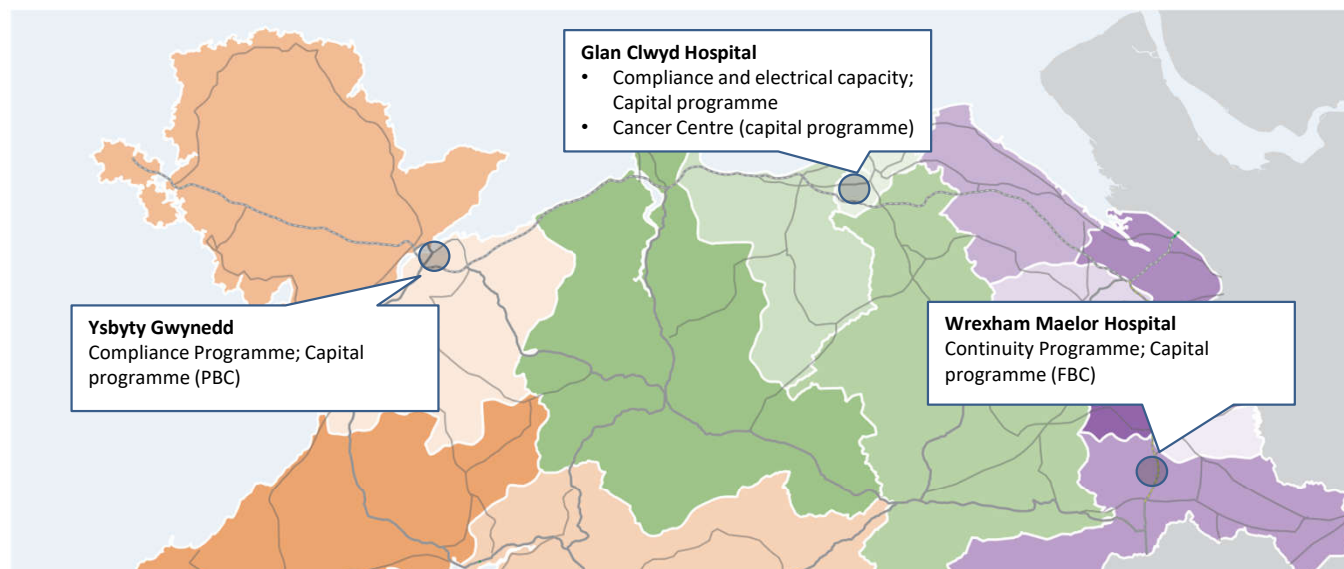 Glan Clwyd Hospital
• Compliance and electrical capacity;
Capital programme
• Cancer Centre (capital programme)
Ysbyty Gwynedd
Compliance Programme; Capital
programme (PBC)
Wrexham Maelor Hospital
Continuity Programme; Capital
programme (FBC)